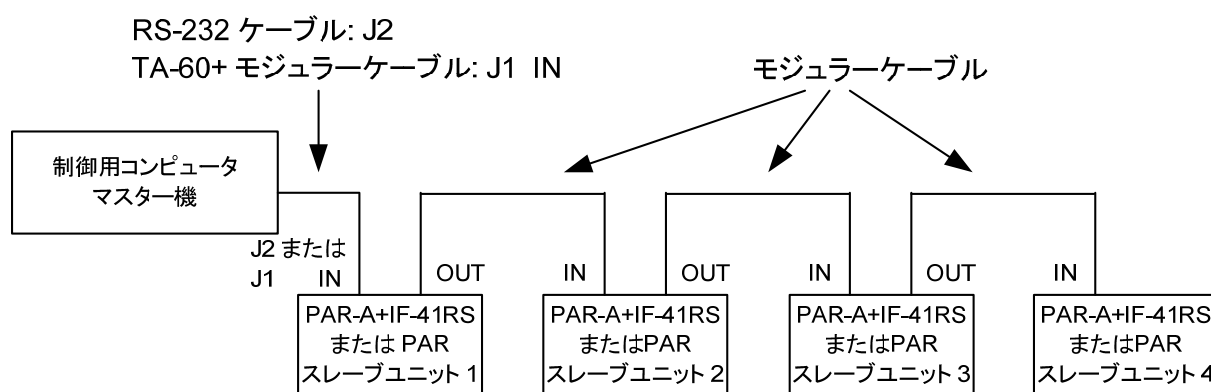 RS-232 ケーブル: J2
TA-60+ モジュラーケーブル: J1 IN
モジュラーケーブル
制御用コンピュータ
マスター機
J2 または
J1 IN
OUT
IN
OUT
IN
OUT
IN
PAR-A+IF-41RS
または PAR
スレーブユニット 1
PAR-A+IF-41RS
またはPAR
スレーブユニット 2
PAR-A+IF-41RS
またはPAR
スレーブユニット 3
PAR-A+IF-41RS
またはPAR
スレーブユニット 4